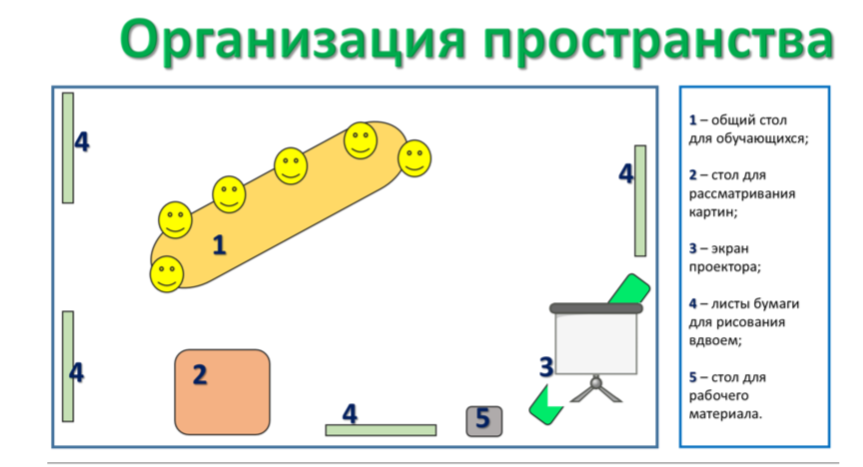 Организация пространства
4
4
1
4
2
4
5
3
1 – общий стол
для обучающихся;
2 – стол для
рассматривания
картин;
3 – экран
проектора;
4 – листы бумаги
для рисования
вдвоем;
5 – стол для
рабочего
материала.